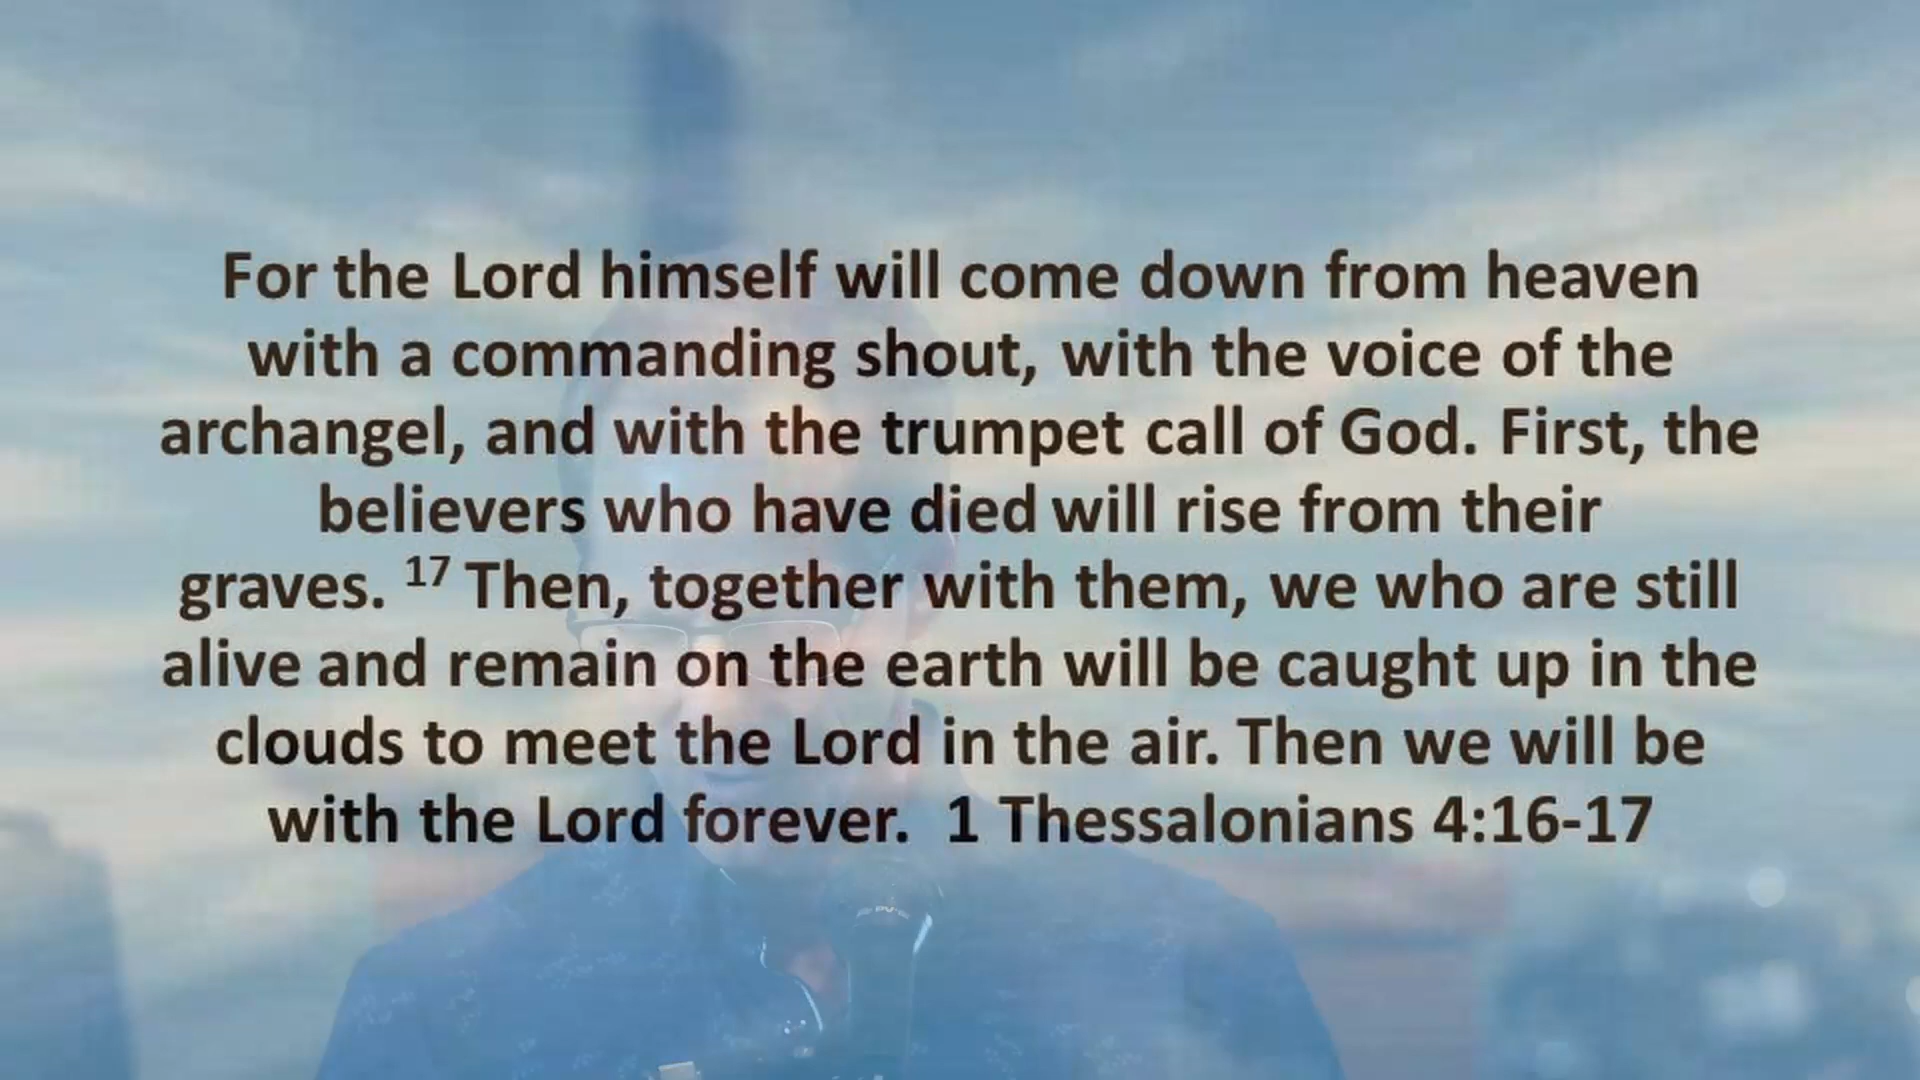 For the Lord himself will come down from heaven
with a commanding shout, with the voice of the
archangel, and with the trumpet call of God. First, the
believers who have died will rise from their
graves. 17 Then, together with them, we who are still
alive and remain on the earth will be caught up in the
clouds to meet the Lord in the air. Then we will be
with the Lord forever.  1 Thessalonians 4:16-17